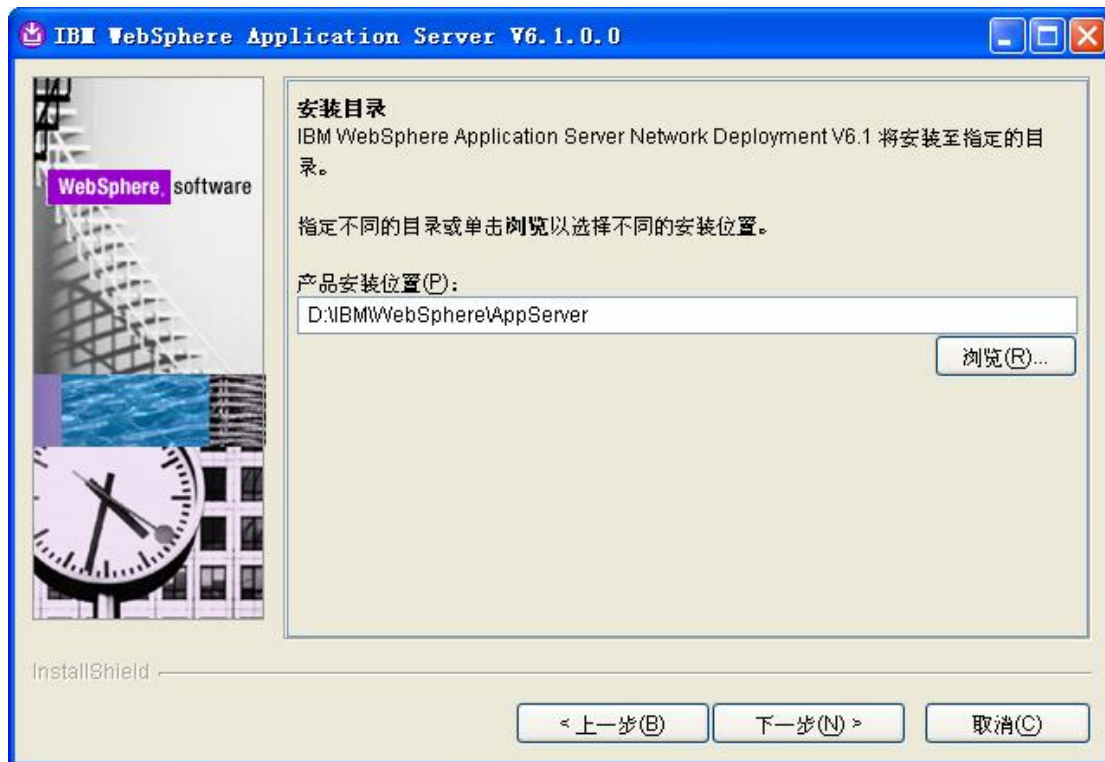 IBM WebSphere Application Server V6.1.0.0
WebSphere. software
安装目录
IBM WebSphere Application Server Network Deployment V6.1 将安装至指定的目
录。
指定不同的目录或单击浏览以选择不同的安装位置。
产品安装位置(P)：
D:\IBM\WebSphere\AppServer
浏览(R)...
InstallShield
< 上一步(B)
下一步(N) >
取消(C)